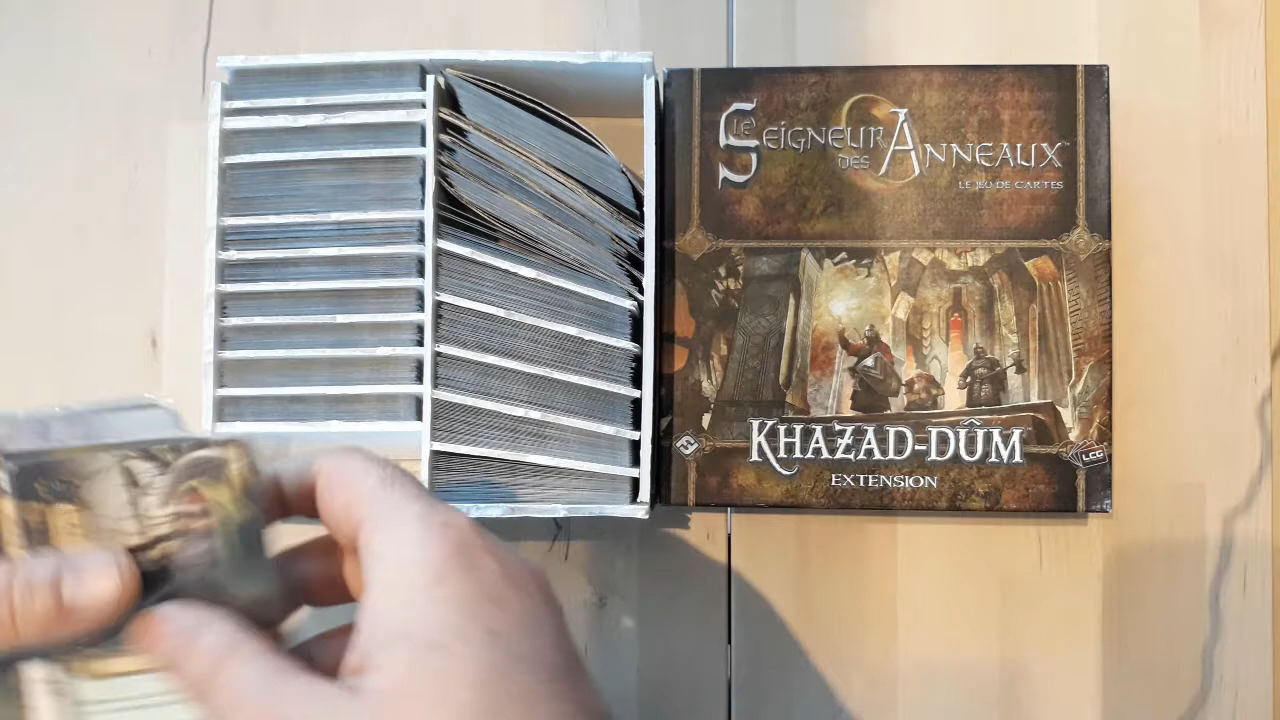 LE SEIGNEUR
DES ANNEAUX
LE JEU DE CARTES
KHAZAD-DÛM
EXTENSION
LCG